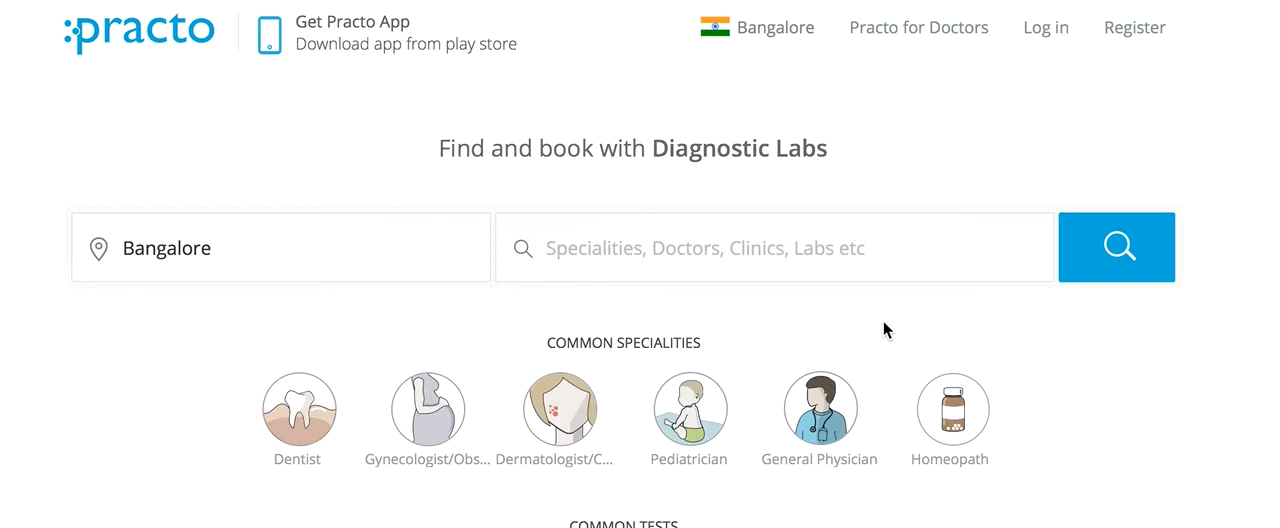 :practo
Get Practo App
Download app from play store
Bangalore
Practo for Doctors
Log in
Register
Find and book with Diagnostic Labs
Bangalore
Specialities, Doctors, Clinics, Labs etc
COMMON SPECIALITIES
Dentist
Gynecologist/Obs...
Dermatologist/C...
Pediatrician
General Physician
Homeopath
COMMON TESTS